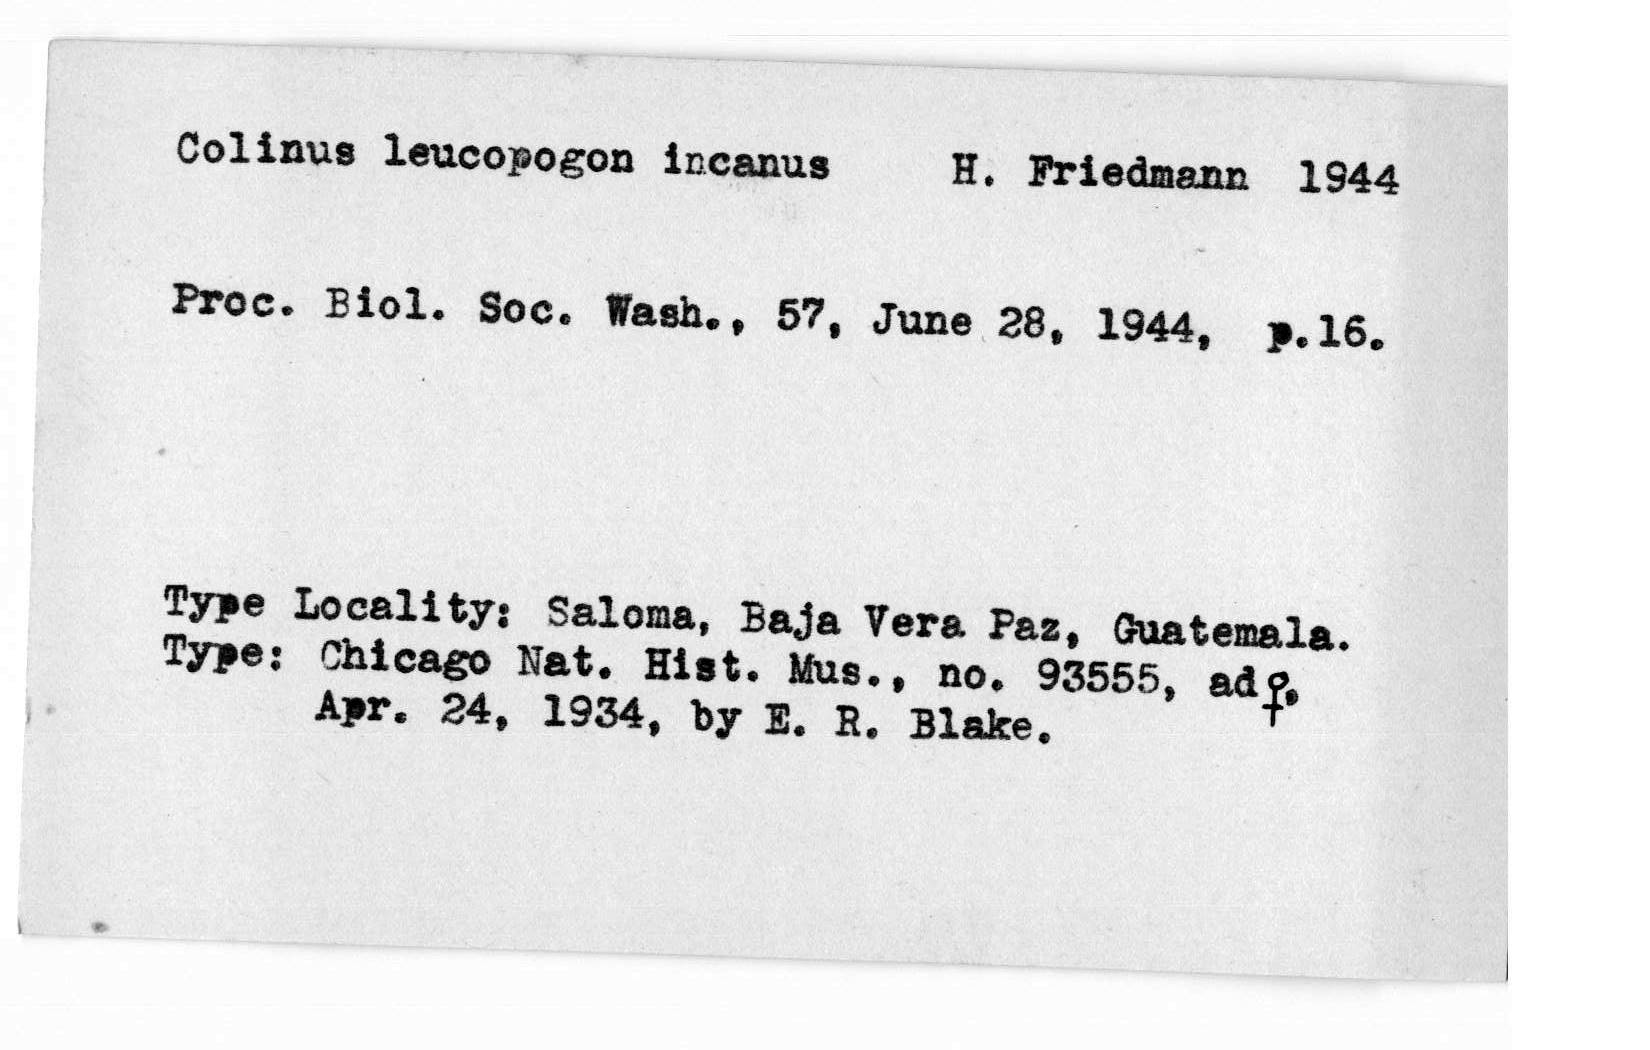 Colinus leucopogon incanus H. Friedmann 1944
Proc. Biol. Soc. Wash., 57, June 28, 1944, p.16.
Type Locality: Saloma, Baja Vera Paz, Guatemala.
Type: Chicago Nat. Hist. Mus., no. 93555, ad♀,
Apr. 24, 1934, by E. R. Blake.